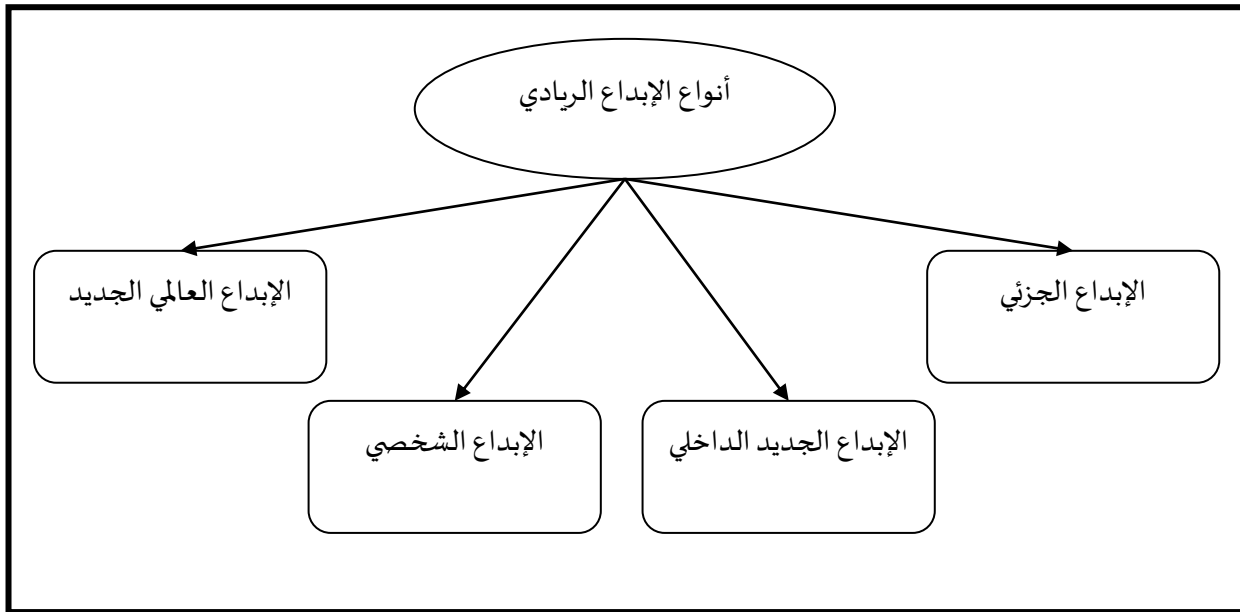 أنواع الإبداع الريادي
الإبداع الجزئي
الإبداع العالمي الجديد
الإبداع الجديد الداخلي
الإبداع الشخصي